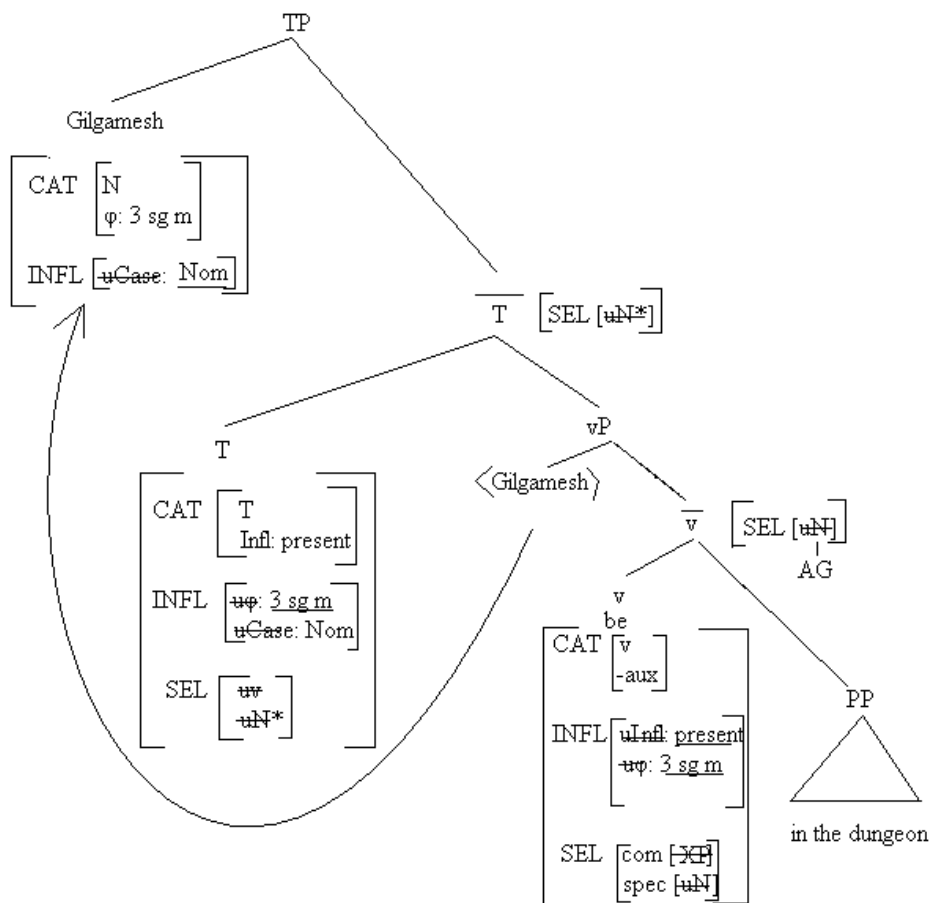 TP
Gilgamesh
CAT [N
φ: 3 sg m]
INFL [uCase: Nom]
T [SEL [uN*]]
T
CAT [T
Infl: present]
INFL [uφ: 3 sg m
uCase: Nom]
SEL [uv
uN*]
vP
<Gilgamesh>
v [SEL [uN]]
AG
v
be
CAT [v
-aux]
INFL [uInfl: present
uφ: 3 sg m]
SEL [com [XP]
spec [uN]]
PP
in the dungeon